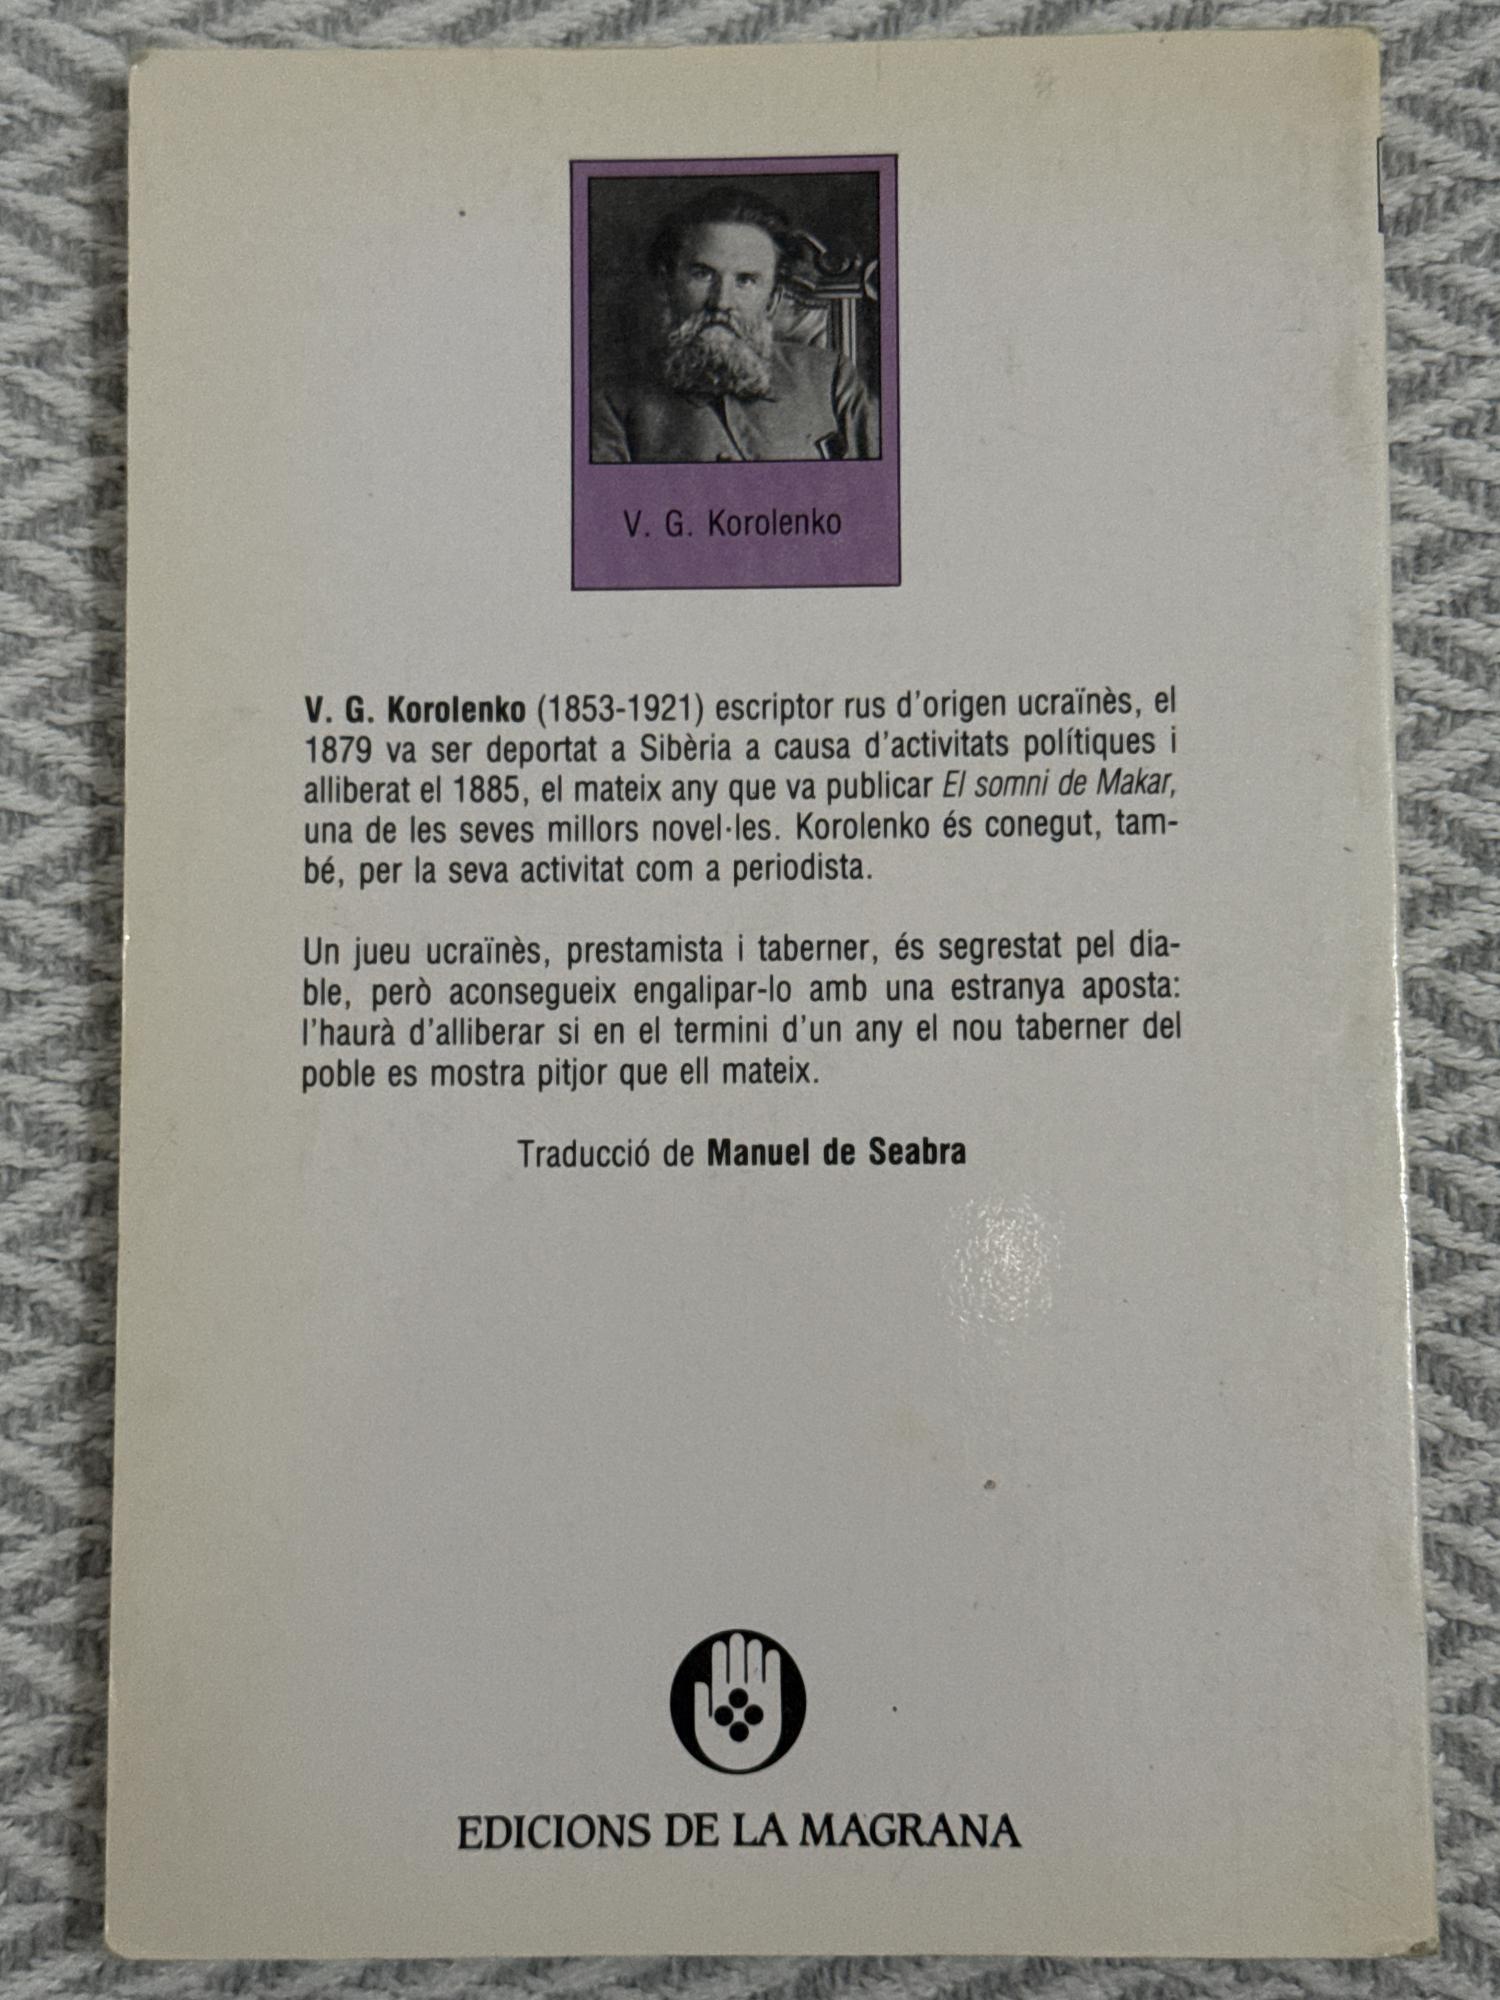 V. G. Korolenko
V. G. Korolenko (1853-1921) escriptor rus d'origen ucraïnès, el
1879 va ser deportat a Sibèria a causa d'activitats polítiques i
alliberat el 1885, el mateix any que va publicar El somni de Makar,
una de les seves millors novel·les. Korolenko és conegut, tam-
bé, per la seva activitat com a periodista.
Un jueu ucraïnès, prestamista i taberner, és segrestat pel dia-
ble, però aconsegueix engalipar-lo amb una estranya aposta:
l'haurà d'alliberar si en el termini d'un any el nou taberner del
poble es mostra pitjor que ell mateix.
Traducció de Manuel de Seabra
EDICIONS DE LA MAGRANA